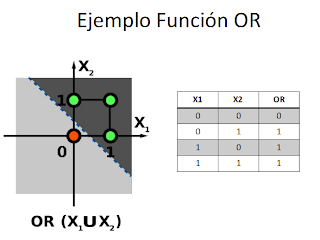 Ejemplo Función OR
X2
1
X1
0 1
OR (X1UX2)
X1 X2 OR
0 0 0
0 1 1
1 0 1
1 1 1